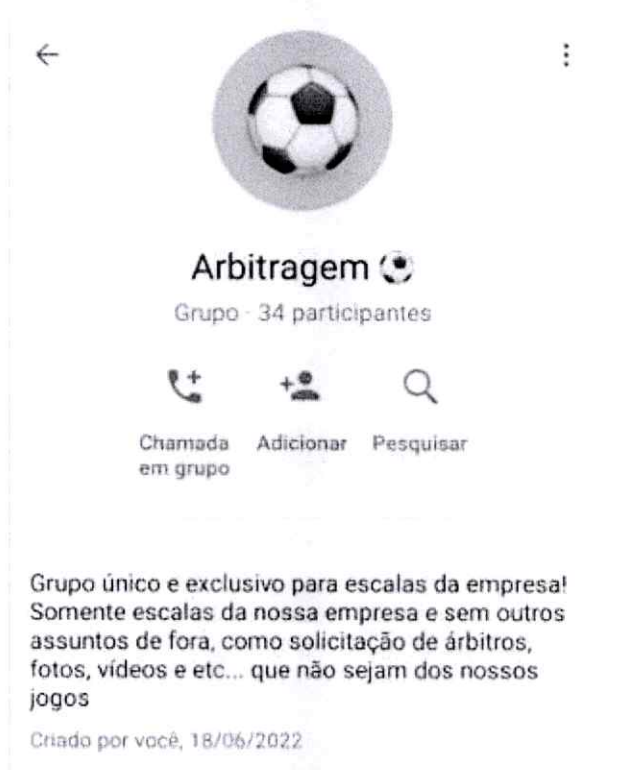 Arbitragem ⚽
Grupo · 34 participantes
Chamada
em grupo
Adicionar
Pesquisar
Grupo único e exclusivo para escalas da empresa!
Somente escalas da nossa empresa e sem outros
assuntos de fora, como solicitação de árbitros,
fotos, vídeos e etc... que não sejam dos nossos
jogos
Criado por você, 18/06/2022